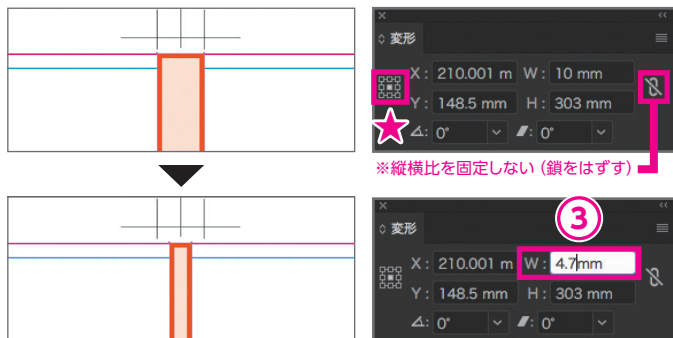 変形
X : 210.001 m W : 10 mm
Y : 148.5 mm H : 303 mm
0° 0°
※縦横比を固定しない（鎖をはずす）
変形
③
X : 210.001 m W : 4.7mm
Y : 148.5 mm H : 303 mm
0° 0°